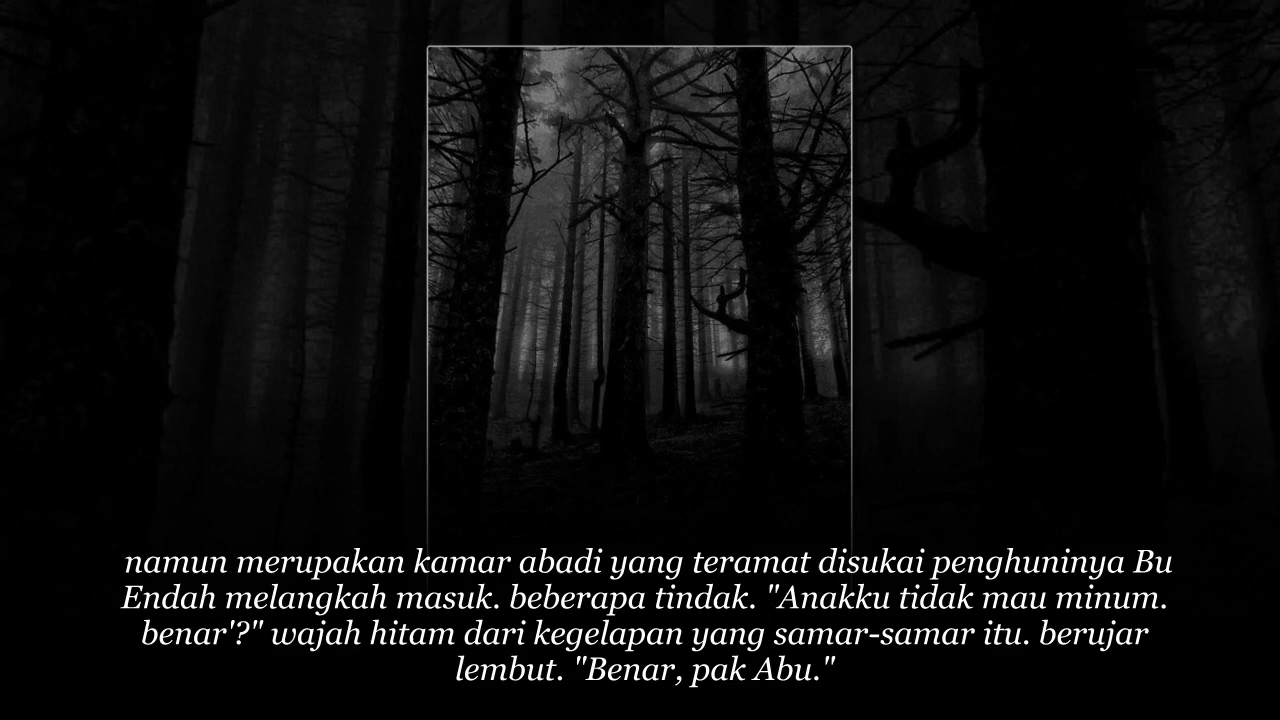 namun merupakan kamar abadi yang teramat disukai penghuninya Bu
Endah melangkah masuk. beberapa tindak. "Anakku tidak mau minum.
benar'?" wajah hitam dari kegelapan yang samar-samar itu. berujar
lembut. "Benar, pak Abu."